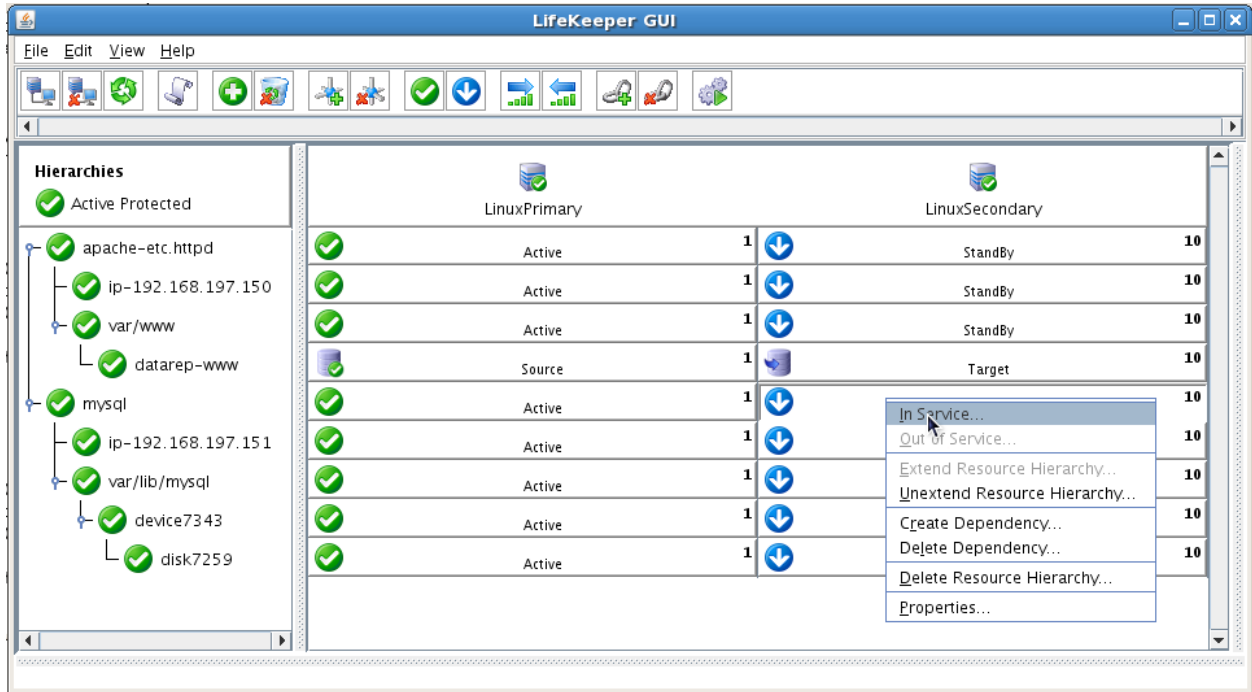 LifeKeeper GUI
File Edit View Help
Hierarchies
Active Protected
LinuxPrimary
LinuxSecondary
apache-etc.httpd
Active 1
StandBy 10
ip-192.168.197.150
Active 1
StandBy 10
var/www
Active 1
StandBy 10
datarep-www
Source 1
Target 10
mysql
Active 1
10
ip-192.168.197.151
Active 1
10
var/lib/mysql
Active 1
10
device7343
Active 1
10
disk7259
Active 1
10
In Service...
Out of Service...
Extend Resource Hierarchy...
Unextend Resource Hierarchy...
Create Dependency...
Delete Dependency...
Delete Resource Hierarchy...
Properties...